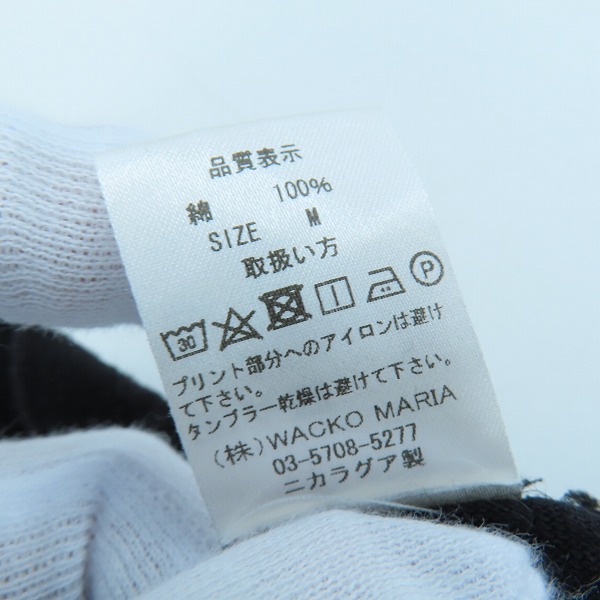 品質表示
綿 100%
SIZE M
取扱い方
30 P
プリント部分へのアイロンは避け
て下さい。
タンブラー乾燥は避けて下さい。
(株)WACKO MARIA
03-5708-5277
ニカラグア製